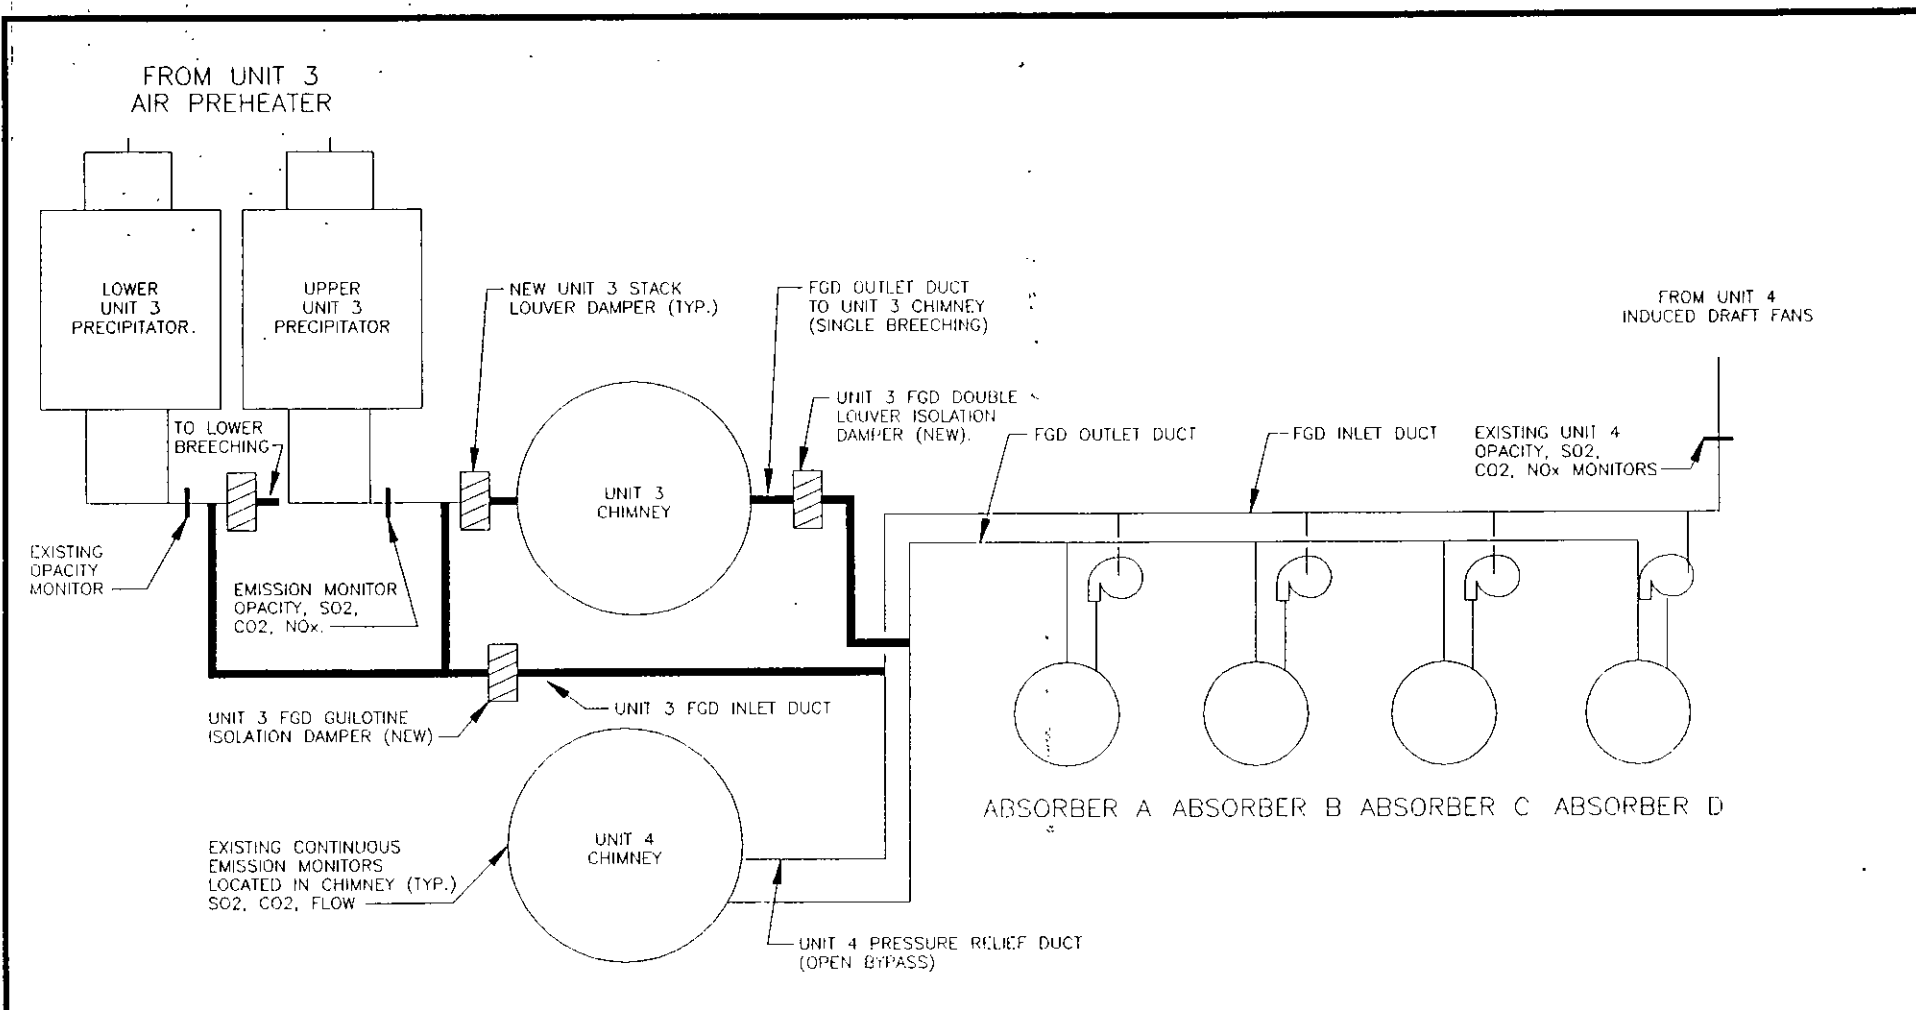 FROM UNIT 3
AIR PREHEATER
LOWER
UNIT 3
PRECIPITATOR.
UPPER
UNIT 3
PRECIPITATOR
NEW UNIT 3 STACK
LOUVER DAMPER (TYP.)
FGD OUTLET DUCT
TO UNIT 3 CHIMNEY
(SINGLE BREECHING)
FROM UNIT 4
INDUCED DRAFT FANS
UNIT 3 FGD DOUBLE
LOUVER ISOLATION
DAMPER (NEW).
TO LOWER
BREECHING
FGD OUTLET DUCT
FGD INLET DUCT
EXISTING UNIT 4
OPACITY, SO2,
CO2, NOx MONITORS
UNIT 3
CHIMNEY
EXISTING
OPACITY
MONITOR
EMISSION MONITOR
OPACITY, SO2,
CO2, NOx.
UNIT 3 FGD GUILOTINE
ISOLATION DAMPER (NEW)
UNIT 3 FGD INLET DUCT
ABSORBER A
ABSORBER B
ABSORBER C
ABSORBER D
UNIT 4
CHIMNEY
EXISTING CONTINUOUS
EMISSION MONITORS
LOCATED IN CHIMNEY (TYP.)
SO2, CO2, FLOW
UNIT 4 PRESSURE RELIEF DUCT
(OPEN BYPASS)